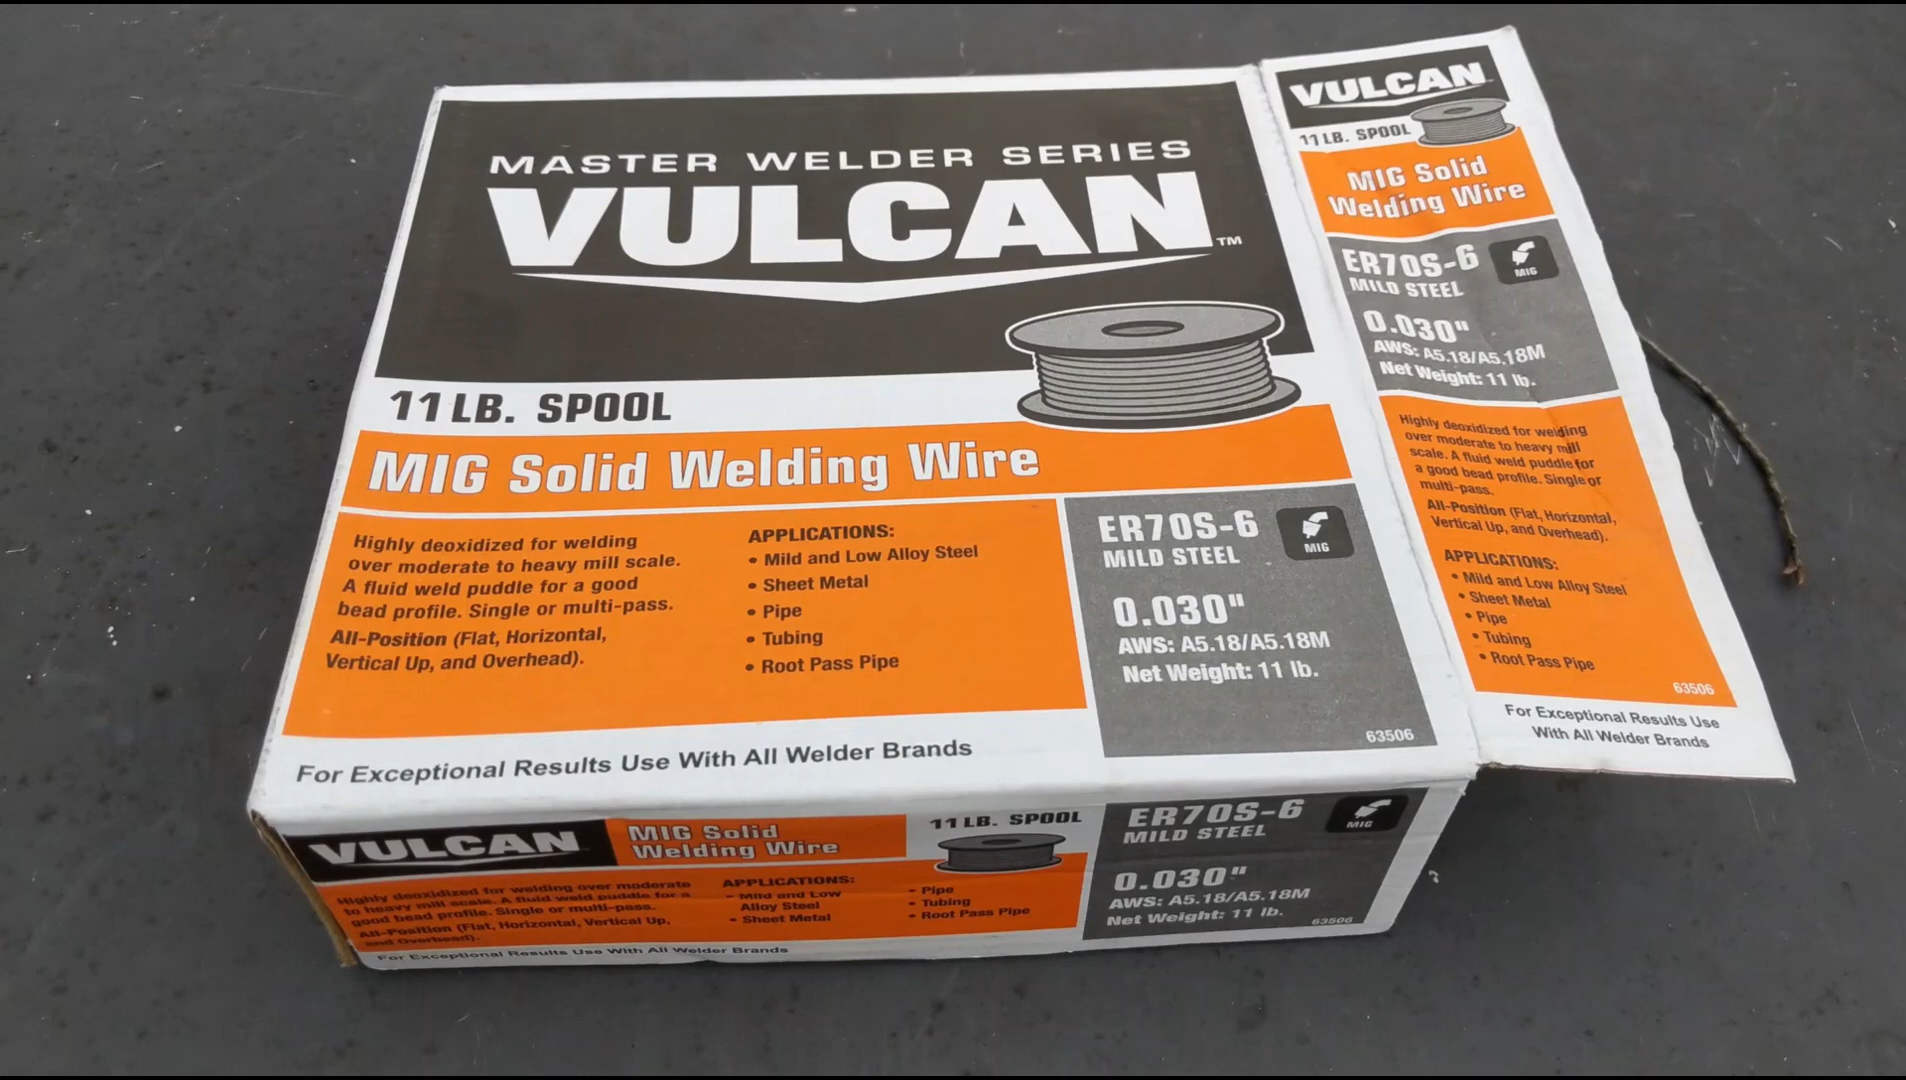 MASTER WELDER SERIES
VULCAN™
11 LB. SPOOL
MIG Solid Welding Wire
Highly deoxidized for welding
over moderate to heavy mill scale.
A fluid weld puddle for a good
bead profile. Single or multi-pass.
All-Position (Flat, Horizontal,
Vertical Up, and Overhead).
APPLICATIONS:
• Mild and Low Alloy Steel
• Sheet Metal
• Pipe
• Tubing
• Root Pass Pipe
ER70S-6
MILD STEEL
MIG
0.030"
AWS: A5.18/A5.18M
Net Weight: 11 lb.
63506
For Exceptional Results Use With All Welder Brands
VULCAN
11 LB. SPOOL
MIG Solid
Welding Wire
ER70S-6
MILD STEEL
MIG
0.030"
AWS: A5.18/A5.18M
Net Weight: 11 lb.
Highly deoxidized for welding
over moderate to heavy mill
scale. A fluid weld puddle for
a good bead profile. Single or
multi-pass.
All-Position (Flat, Horizontal,
Vertical Up, and Overhead).
APPLICATIONS:
• Mild and Low Alloy Steel
• Sheet Metal
• Pipe
• Tubing
• Root Pass Pipe
63506
For Exceptional Results Use
With All Welder Brands
VULCAN
MIG Solid
Welding Wire
11 LB. SPOOL
Highly deoxidized for welding over moderate
to heavy mill scale. A fluid weld puddle for a
good bead profile. Single or multi-pass.
All-Position (Flat, Horizontal, Vertical Up,
and Overhead).
APPLICATIONS:
• Mild and Low
Alloy Steel
• Sheet Metal
• Pipe
• Tubing
• Root Pass Pipe
ER70S-6
MILD STEEL
MIG
0.030"
AWS: A5.18/A5.18M
Net Weight: 11 lb.
63506
For Exceptional Results Use With All Welder Brands